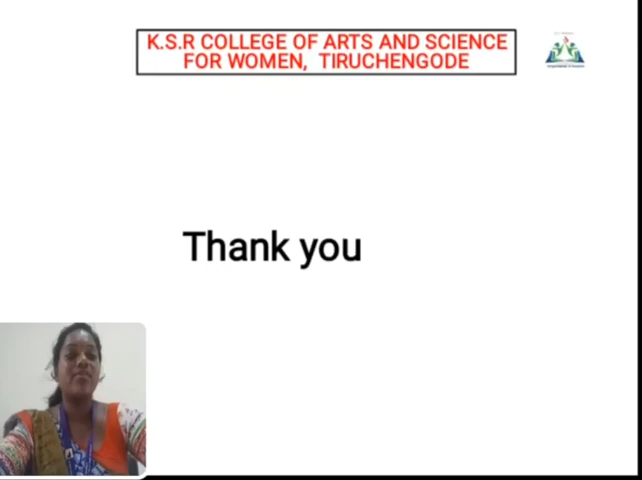 K.S.R COLLEGE OF ARTS AND SCIENCE
FOR WOMEN, TIRUCHENGODE
Thank you